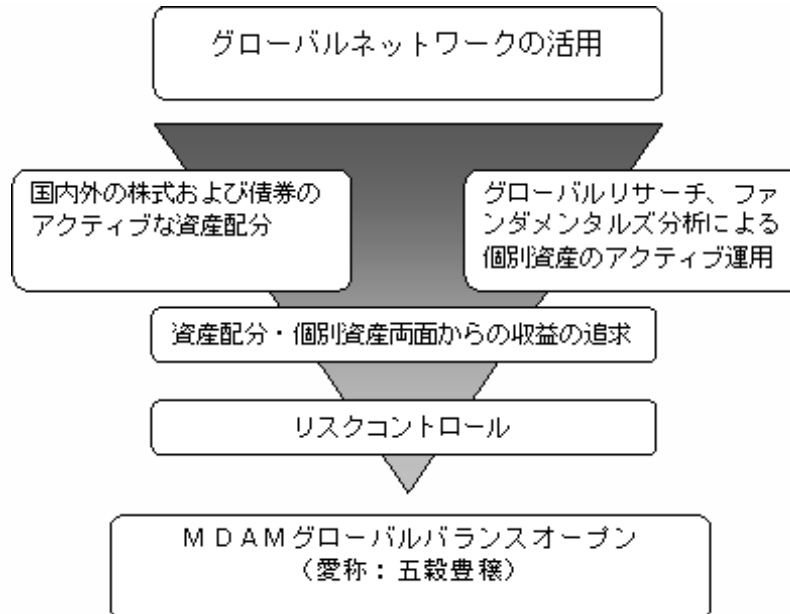 グローバルネットワークの活用
国内外の株式および債券の
アクティブな資産配分
グローバルリサーチ、ファ
ンダメンタルズ分析による
個別資産のアクティブ運用
資産配分・個別資産両面からの収益の追求
リスクコントロール
ＭＤＡＭグローバルバランスオープン
（愛称：五穀豊穣）